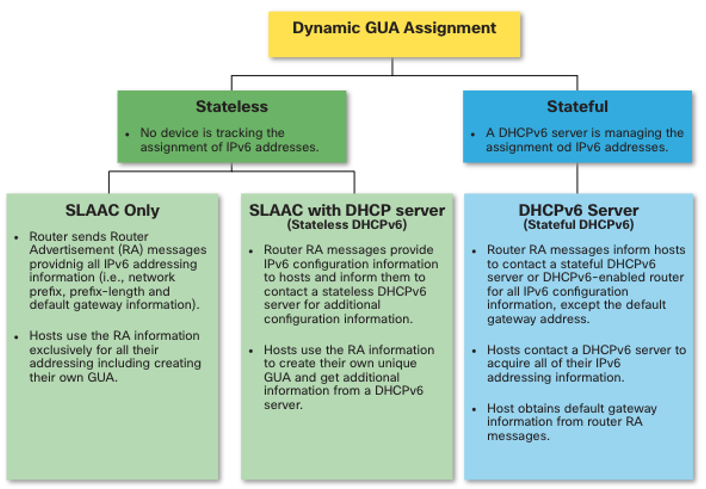 Dynamic GUA Assignment
Stateless
• No device is tracking the
assignment of IPv6 addresses.
Stateful
• A DHCPv6 server is managing the
assignment od IPv6 addresses.
SLAAC Only
• Router sends Router
Advertisement (RA) messages
providnig all IPv6 addressing
information (i.e., network
prefix, prefix-length and
default gateway information).
• Hosts use the RA information
exclusively for all their
addressing including creating
their own GUA.
SLAAC with DHCP server
(Stateless DHCPv6)
• Router RA messages provide
IPv6 configuration information
to hosts and inform them to
contact a stateless DHCPv6
server for additional
configuration information.
• Hosts use the RA information
to create their own unique
GUA and get additional
information from a DHCPv6
server.
DHCPv6 Server
(Stateful DHCPv6)
• Router RA messages inform hosts
to contact a stateful DHCPv6
server or DHCPv6-enabled router
for all IPv6 configuration
information, except the default
gateway address.
• Hosts contact a DHCPv6 server to
acquire all of their IPv6
addressing information.
• Host obtains default gateway
information from router RA
messages.